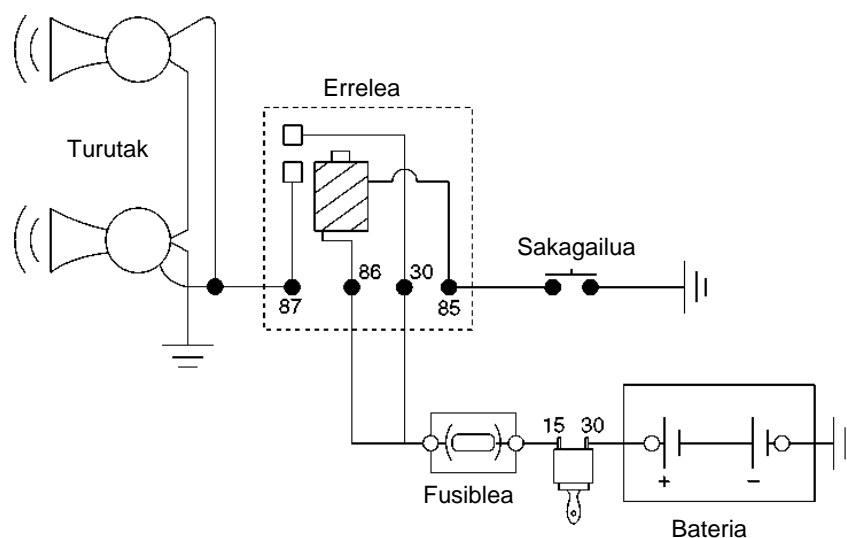 Errelea
Turutak
Sakagailua
86
30
87
85
15 30
Fusiblea
+ −
Bateria